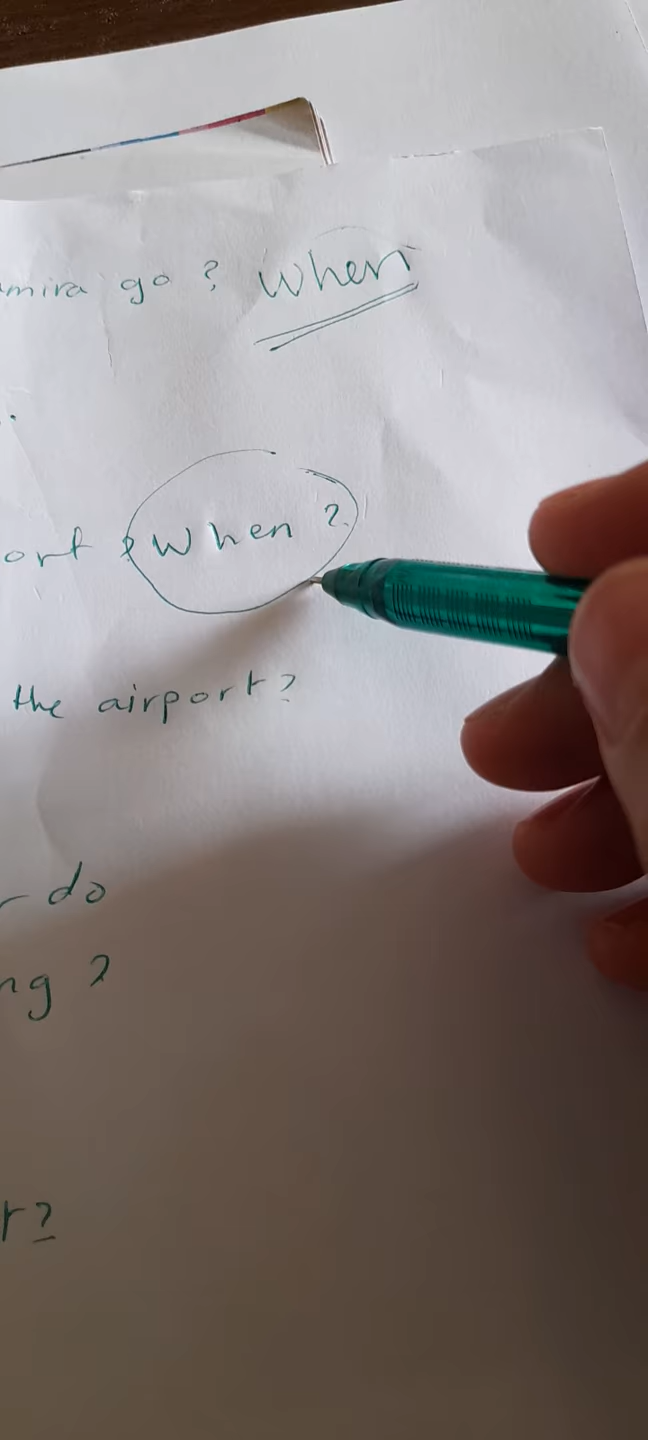 mira go ? When
ort & When ?
the airport?
do
ng ?
r?